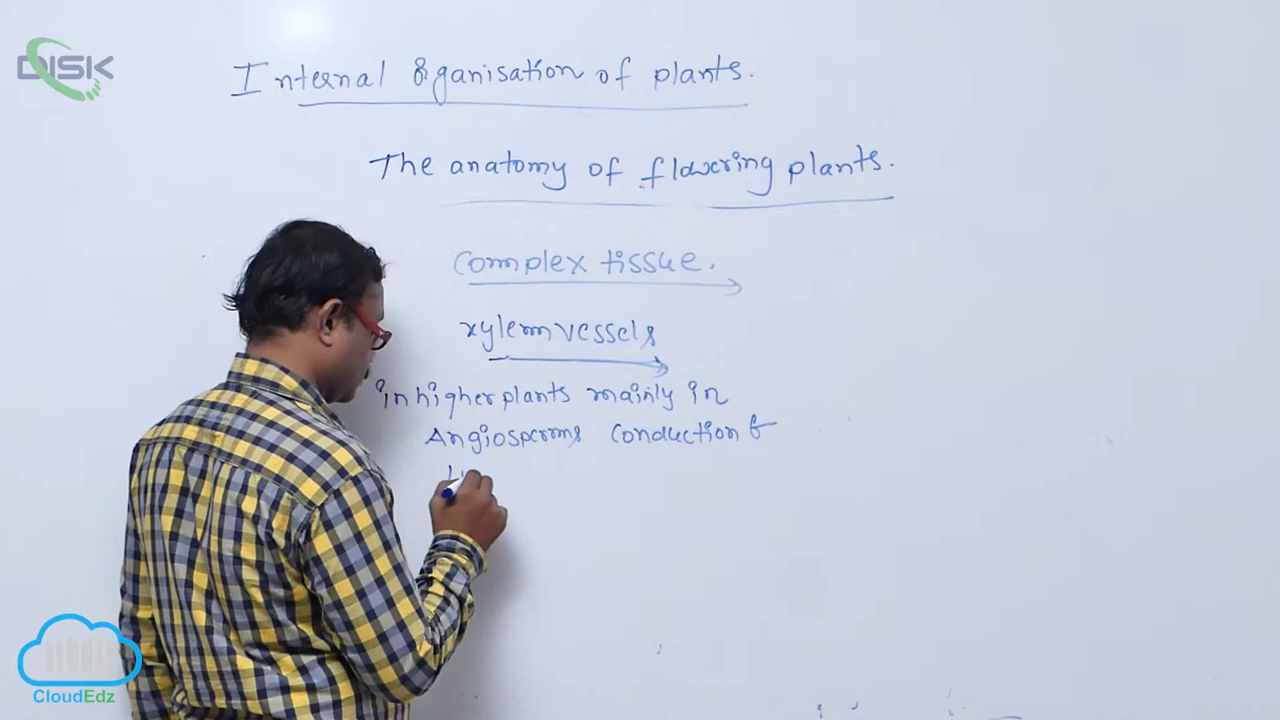 DISK
Internal Organisation of plants.
The anatomy of flowering plants.
Complex tissue.
xylem vessels
in higher plants mainly in
Angiosperms conduction of
CloudEdz